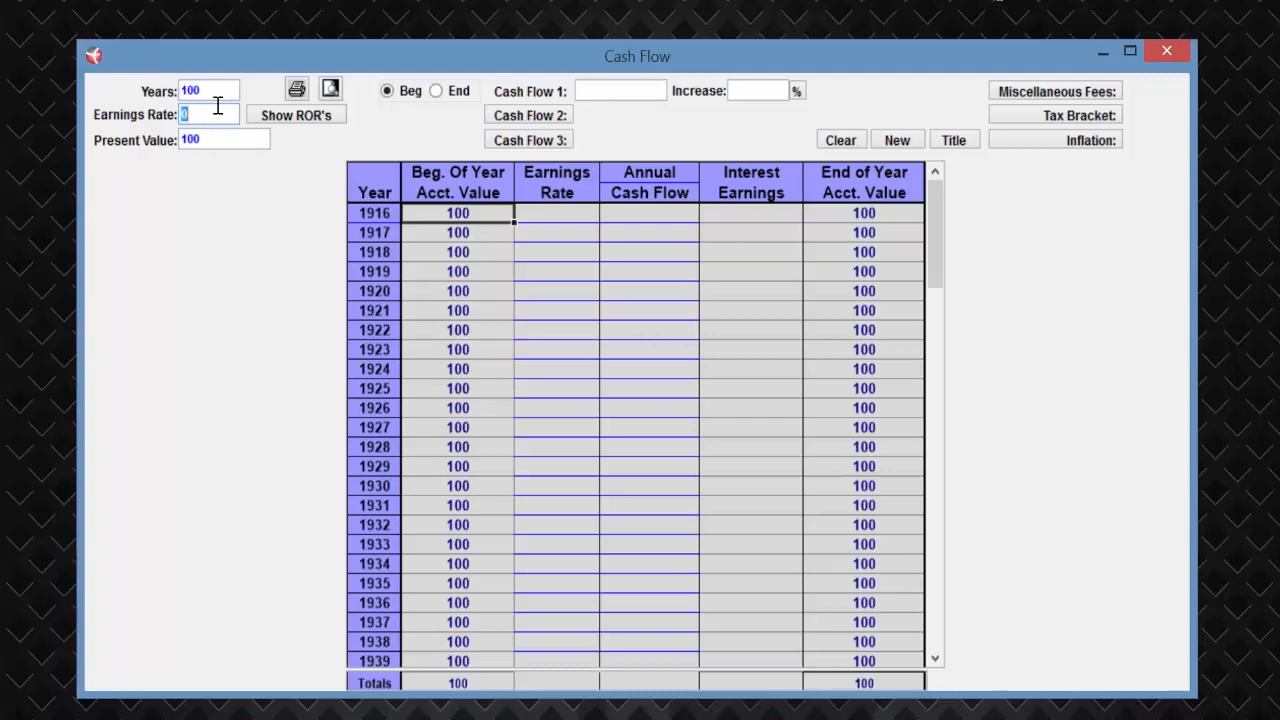 Cash Flow
Years: 100 Beg End Cash Flow 1: Increase: % Miscellaneous Fees:
Earnings Rate: 0 Show ROR's Cash Flow 2: Tax Bracket:
Present Value: 100 Cash Flow 3: Clear New Title Inflation:
Beg. Of Year Earnings Annual Interest End of Year
Year Acct. Value Rate Cash Flow Earnings Acct. Value
1916 100 100
1917 100 100
1918 100 100
1919 100 100
1920 100 100
1921 100 100
1922 100 100
1923 100 100
1924 100 100
1925 100 100
1926 100 100
1927 100 100
1928 100 100
1929 100 100
1930 100 100
1931 100 100
1932 100 100
1933 100 100
1934 100 100
1935 100 100
1936 100 100
1937 100 100
1938 100 100
1939 100 100
Totals 100 100